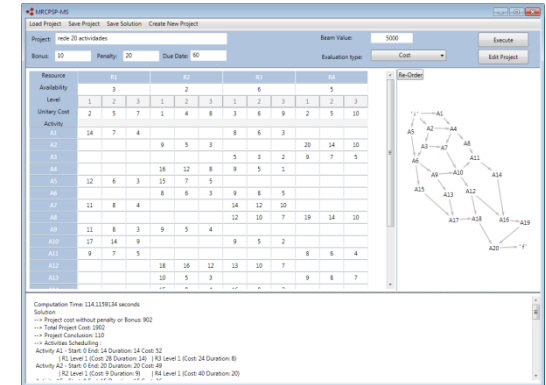 MRCPSP-MS
Load Project Save Project Save Solution Create New Project
Project: rede 20 actividades Beam Value: 5000 Execute
Bonus: 10 Penalty: 20 Due Date: 60 Evaluation type: Cost Edit Project
Resource R1 R2 R3 R4
Availability 3 2 6 5
Level 1 2 3 1 2 3 1 2 3 1 2 3
Unitary Cost 2 5 7 1 4 8 3 6 9 2 5 10
Activity
A1 14 7 4 8 6 3
A2 9 5 3 20 14 10
A3 5 3 2 9 7 5
A4 16 12 8 9 5 1
A5 12 6 3 15 7 5
A6 8 6 3 9 8 5
A7 11 8 4 14 12 10
A8 12 10 7 19 14 10
A9 11 8 3 9 5 4
A10 17 14 9 9 5 2
A11 9 7 5 8 6 4
A12 18 16 12 13 10 7
A13 10 5 3 9 8 7
Re-Order
"i" A1
A5 A2 A4
A3 A7 A8
A6 A11
A9 A10 A14
A15 A13 A12
A17 A18 A16 A19
A20 "f"
Computation Time: 114,1159134 seconds
Solution
--> Project cost without penalty or Bonus: 902
--> Total Project Cost: 1902
--> Project Conclusion: 110
--> Activities Schedulling :
Activity A1 - Start: 0 End: 14 Duration: 14 Cost: 52
| R1 Level 1 (Cost: 28 Duration: 14) | R3 Level 1 (Cost: 24 Duration: 8)
Activity A2 - Start: 0 End: 20 Duration: 20 Cost: 49
| R2 Level 1 (Cost: 9 Duration: 9) | R4 Level 1 (Cost: 40 Duration: 20)